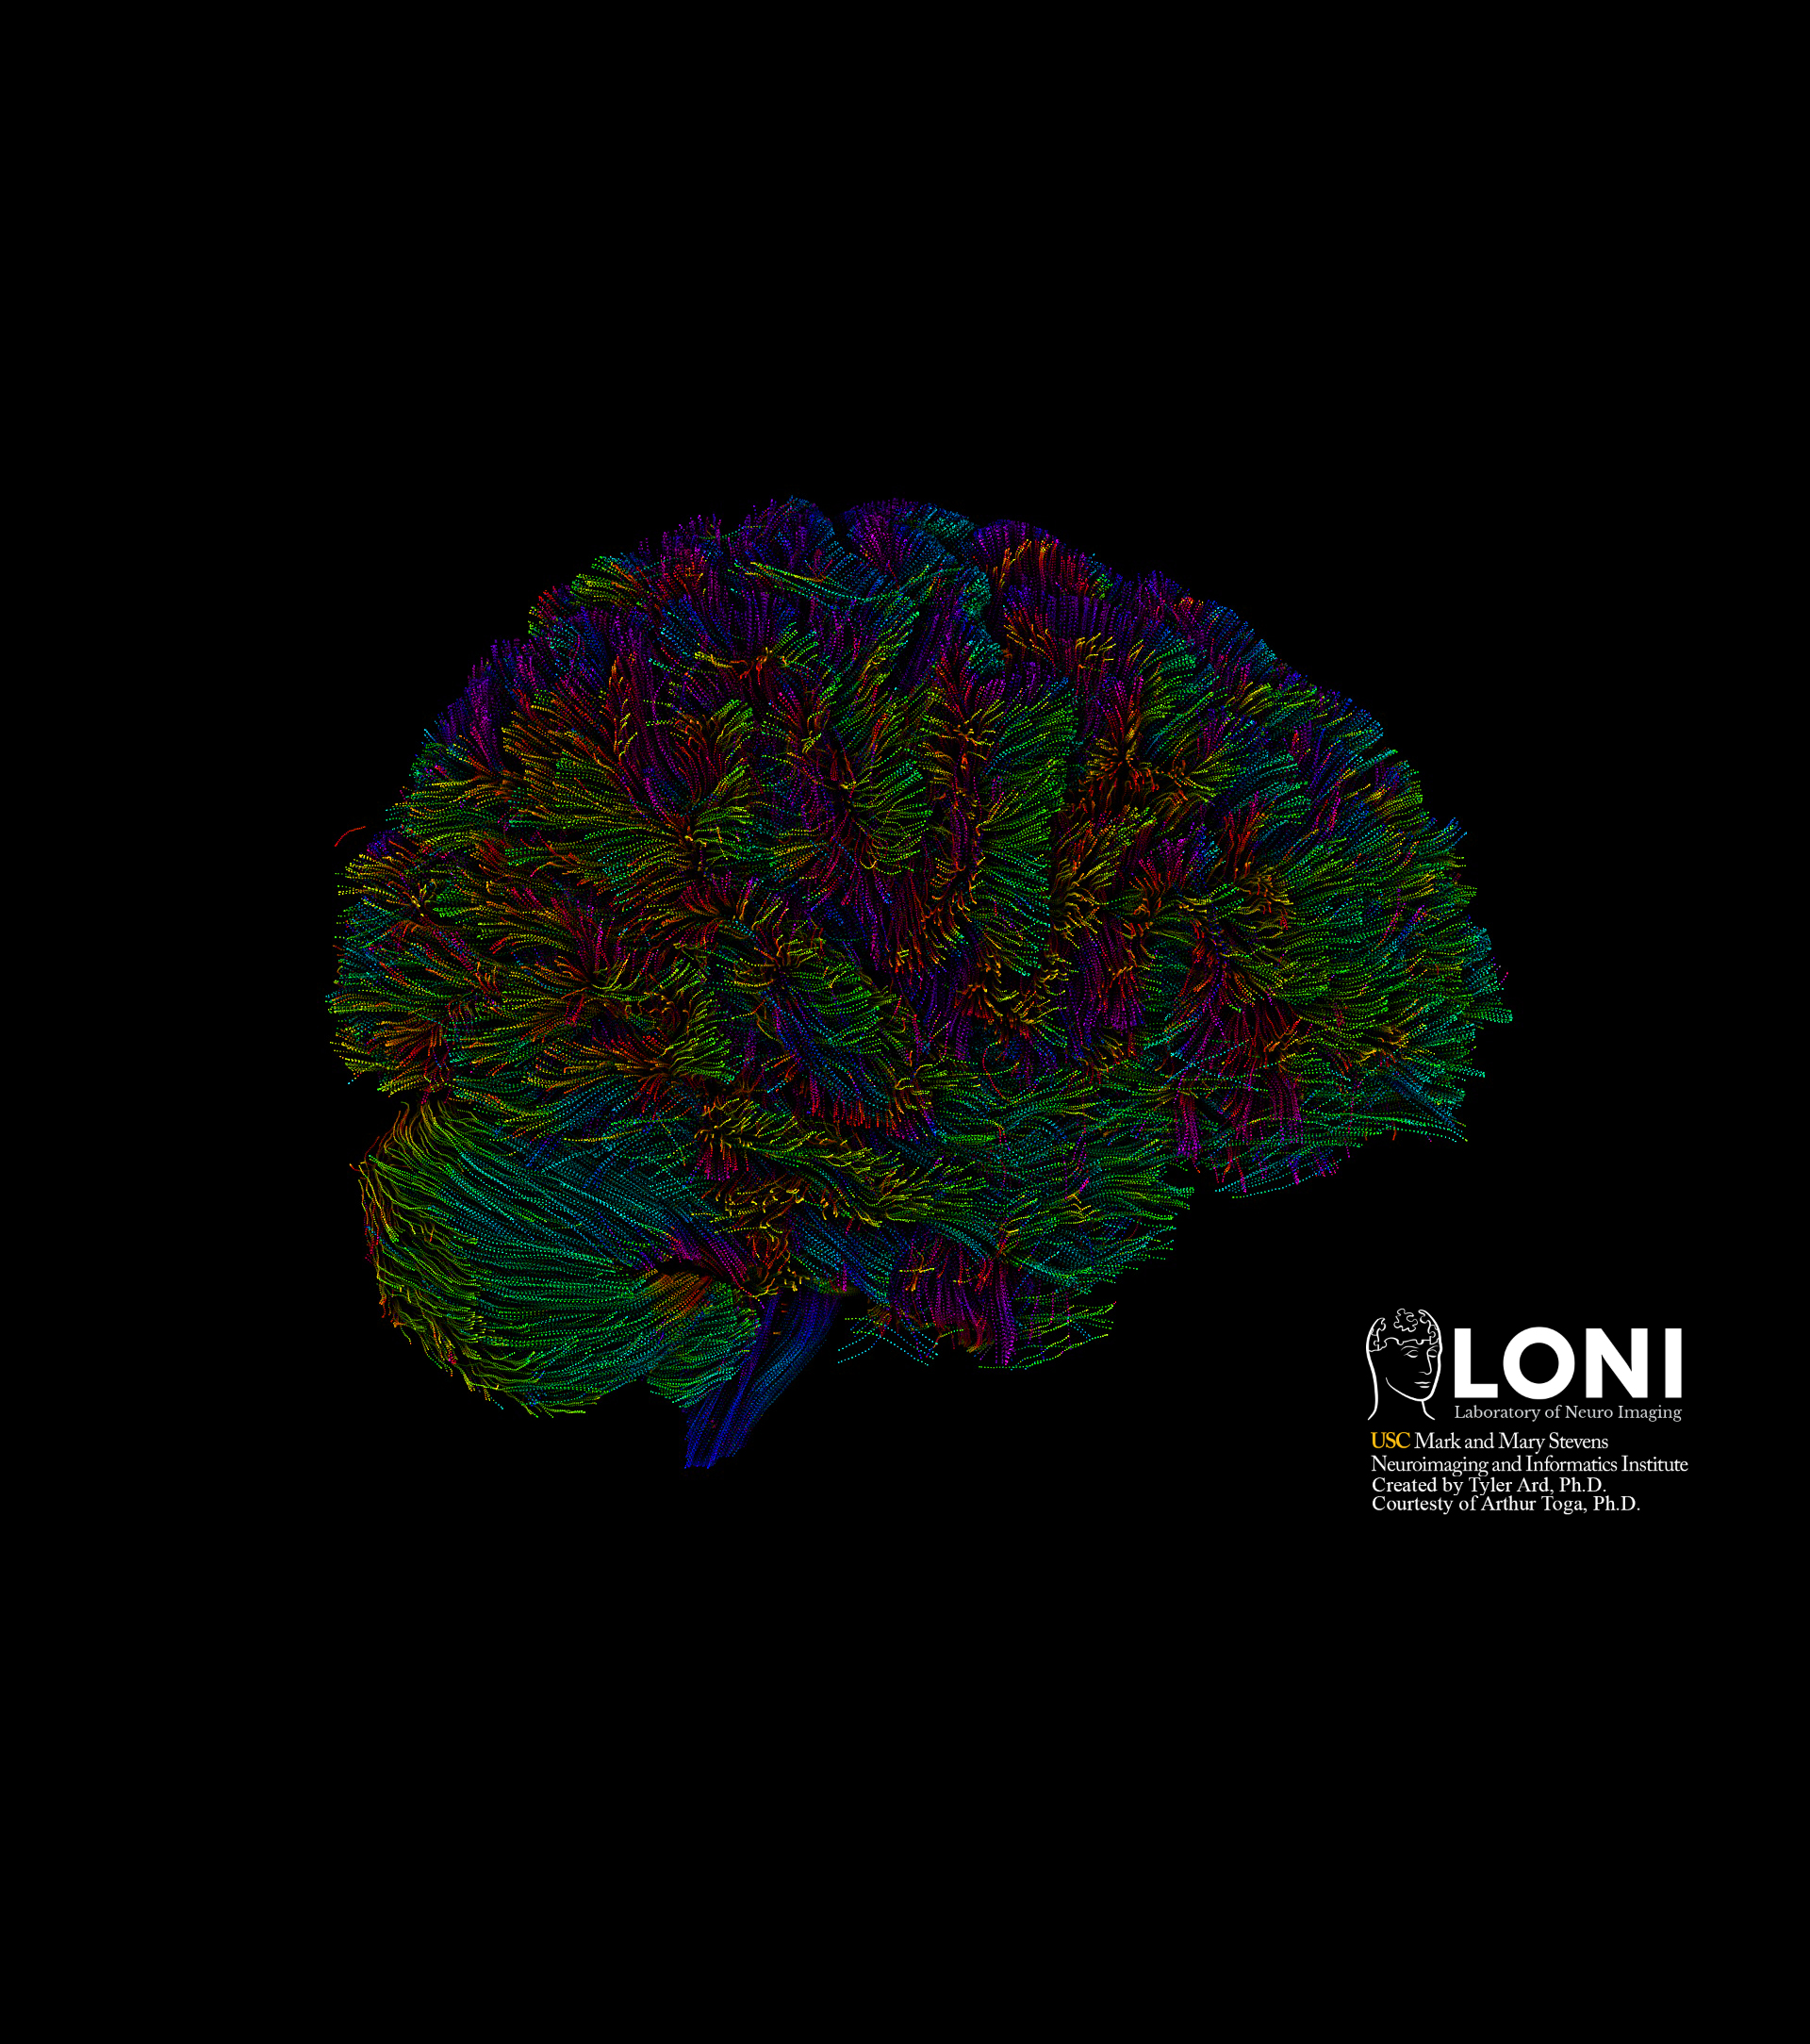 LONI
Laboratory of Neuro Imaging
USC Mark and Mary Stevens
Neuroimaging and Informatics Institute
Created by Tyler Ard, Ph.D.
Courtesty of Arthur Toga, Ph.D.